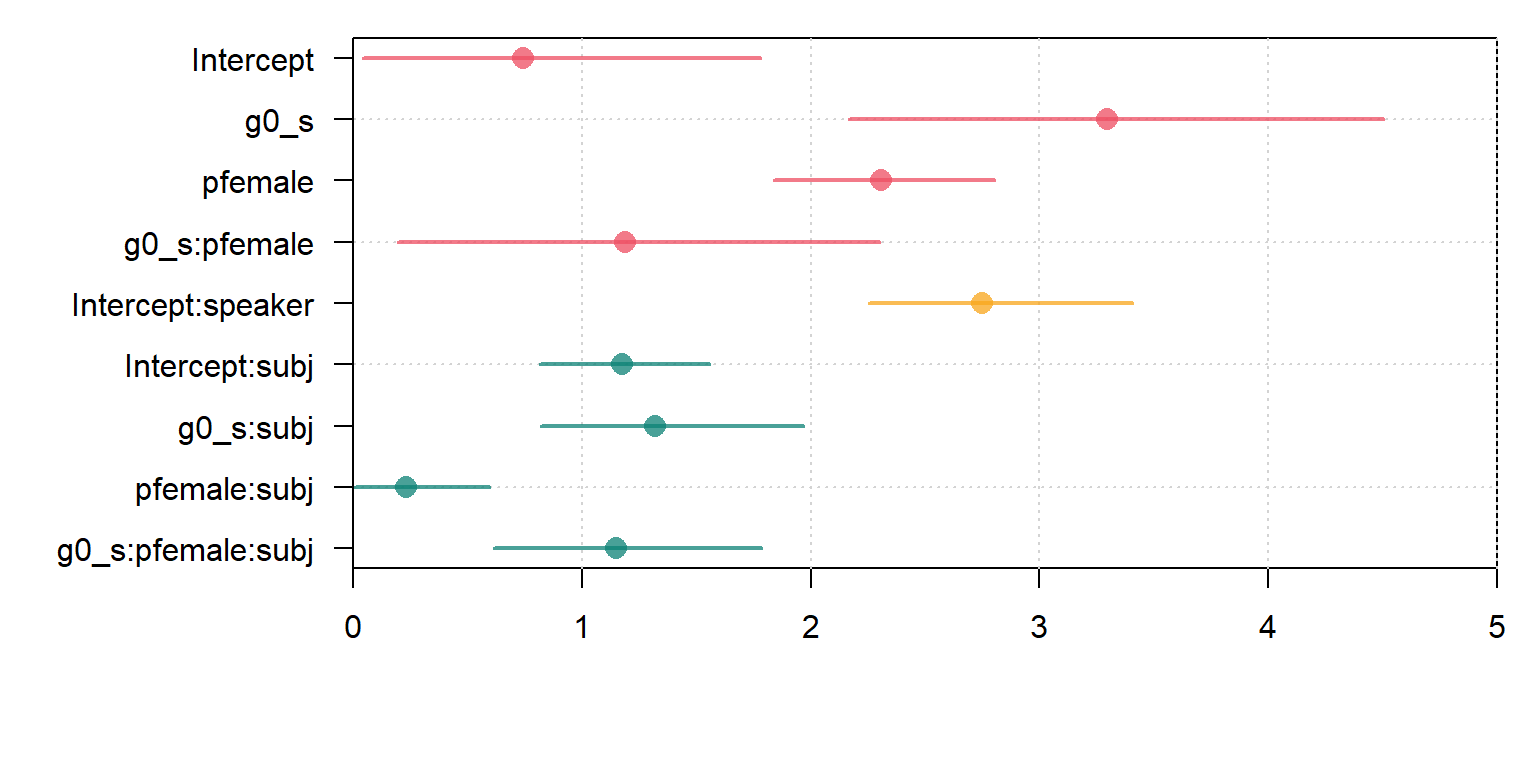 Intercept
g0_s
pfemale
g0_s:pfemale
Intercept:speaker
Intercept:subj
g0_s:subj
pfemale:subj
g0_s:pfemale:subj
0 1 2 3 4 5